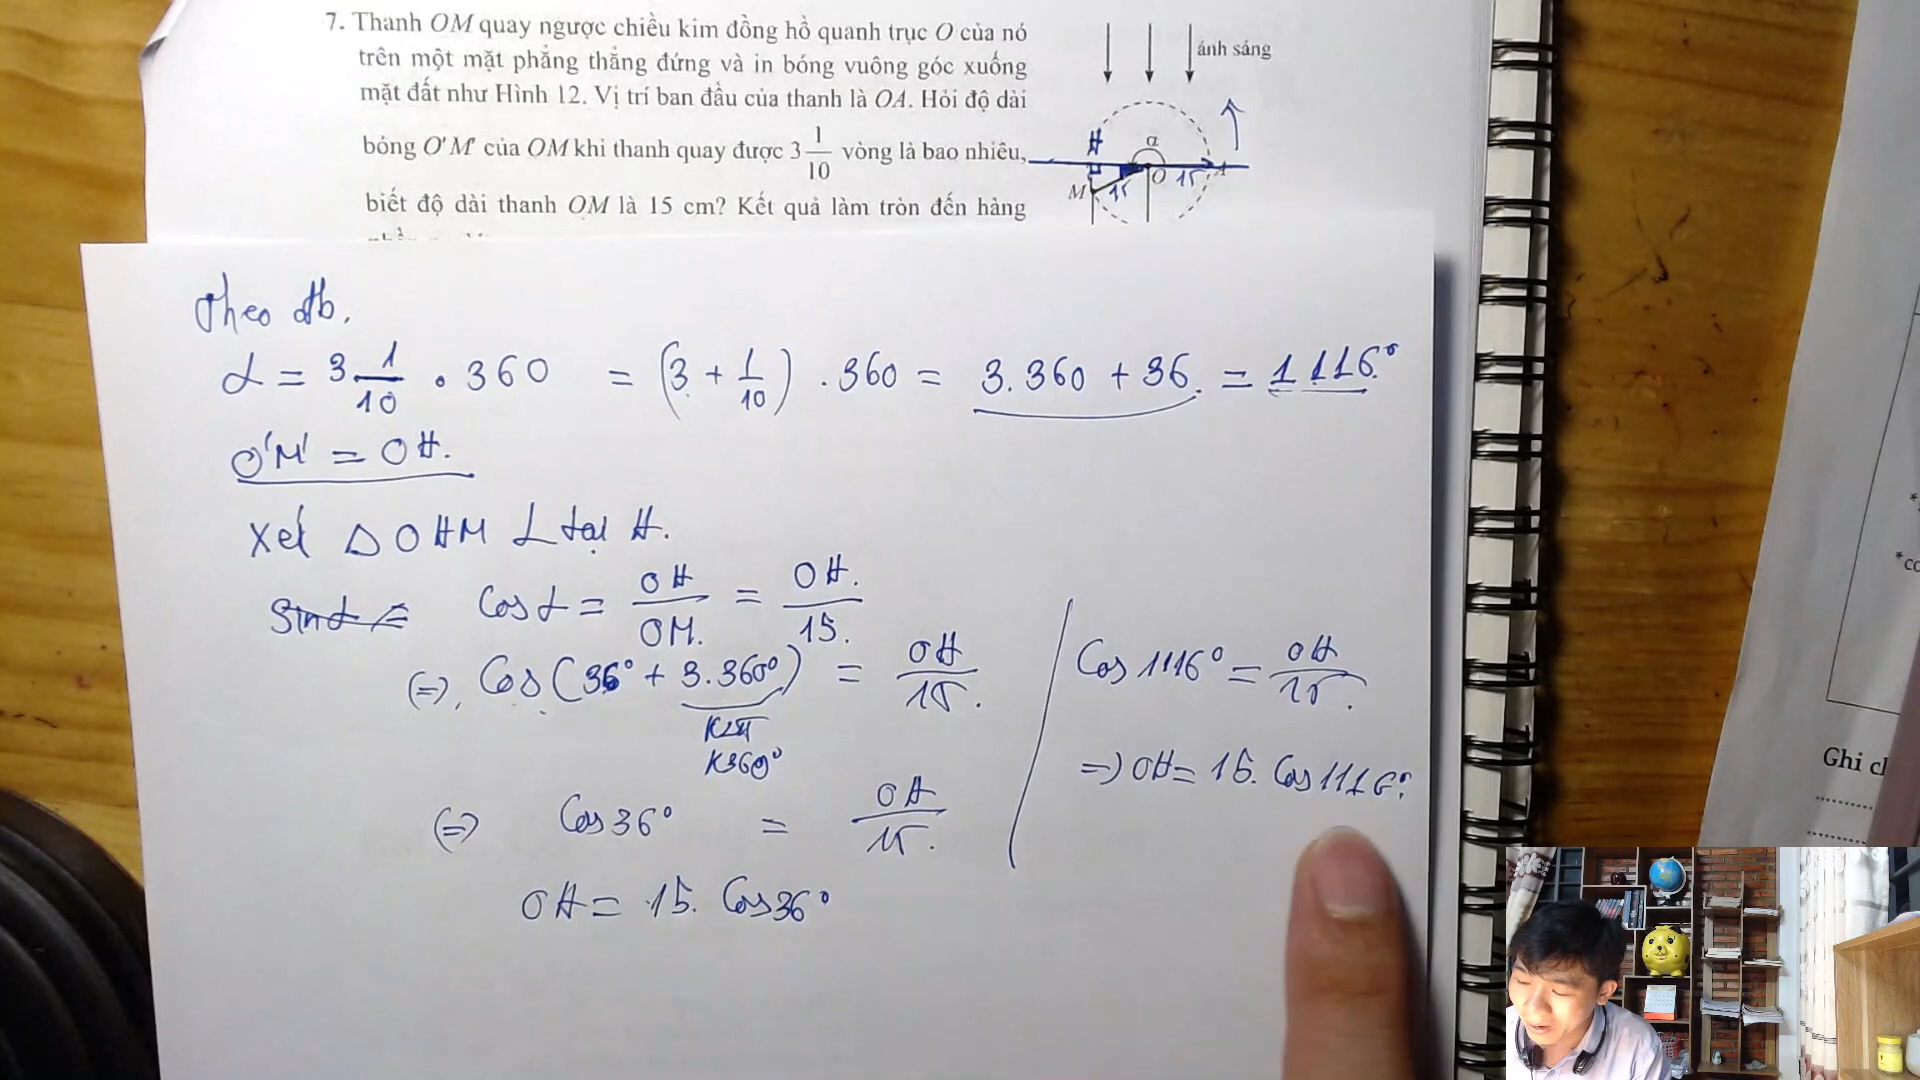 7. Thanh OM quay ngược chiều kim đồng hồ quanh trục O của nó
trên một mặt phẳng thẳng đứng và in bóng vuông góc xuống
mặt đất như Hình 12. Vị trí ban đầu của thanh là OA. Hỏi độ dài
bóng O'M' của OM khi thanh quay được 3 1/10 vòng là bao nhiêu,
biết độ dài thanh OM là 15 cm? Kết quả làm tròn đến hàng
ánh sáng
H
α
M
15
O
15
A
Theo đb.
α = 3 1/10 . 360 = (3 + 1/10) . 360 = 3.360 + 36. = 1116.°
O'M' = OH.
Xét Δ OHM ⊥ tại H.
Sin α = Cos α = OH/OM. = OH./15.
(=). Cos (36° + 3.360°) = OH/15.
K2π
K360°
(=) Cos 36° = OH/15.
OH = 15. Cos 36°
Cos 1116° = OH/15.
=) OH = 15. Cos 1116°.
*
* co
Ghi cl